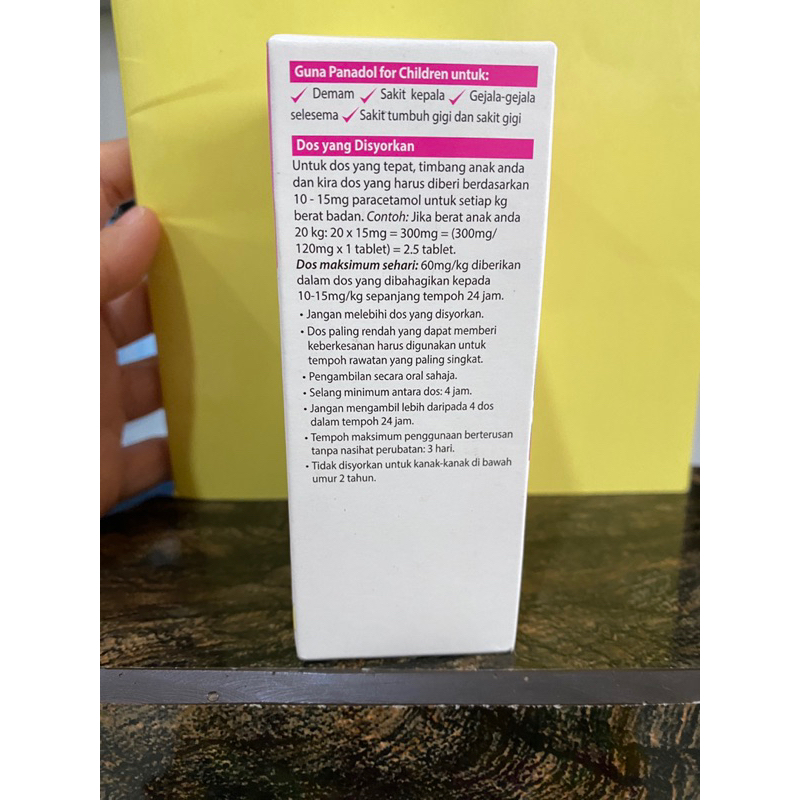 Guna Panadol for Children untuk:
✓ Demam ✓ Sakit kepala ✓ Gejala-gejala
selesema ✓ Sakit tumbuh gigi dan sakit gigi
Dos yang Disyorkan
Untuk dos yang tepat, timbang anak anda
dan kira dos yang harus diberi berdasarkan
10 - 15mg paracetamol untuk setiap kg
berat badan. Contoh: Jika berat anak anda
20 kg: 20 x 15mg = 300mg = (300mg/
120mg x 1 tablet) = 2.5 tablet.
Dos maksimum sehari: 60mg/kg diberikan
dalam dos yang dibahagikan kepada
10-15mg/kg sepanjang tempoh 24 jam.
• Jangan melebihi dos yang disyorkan.
• Dos paling rendah yang dapat memberi
keberkesanan harus digunakan untuk
tempoh rawatan yang paling singkat.
• Pengambilan secara oral sahaja.
• Selang minimum antara dos: 4 jam.
• Jangan mengambil lebih daripada 4 dos
dalam tempoh 24 jam.
• Tempoh maksimum penggunaan berterusan
tanpa nasihat perubatan: 3 hari.
• Tidak disyorkan untuk kanak-kanak di bawah
umur 2 tahun.